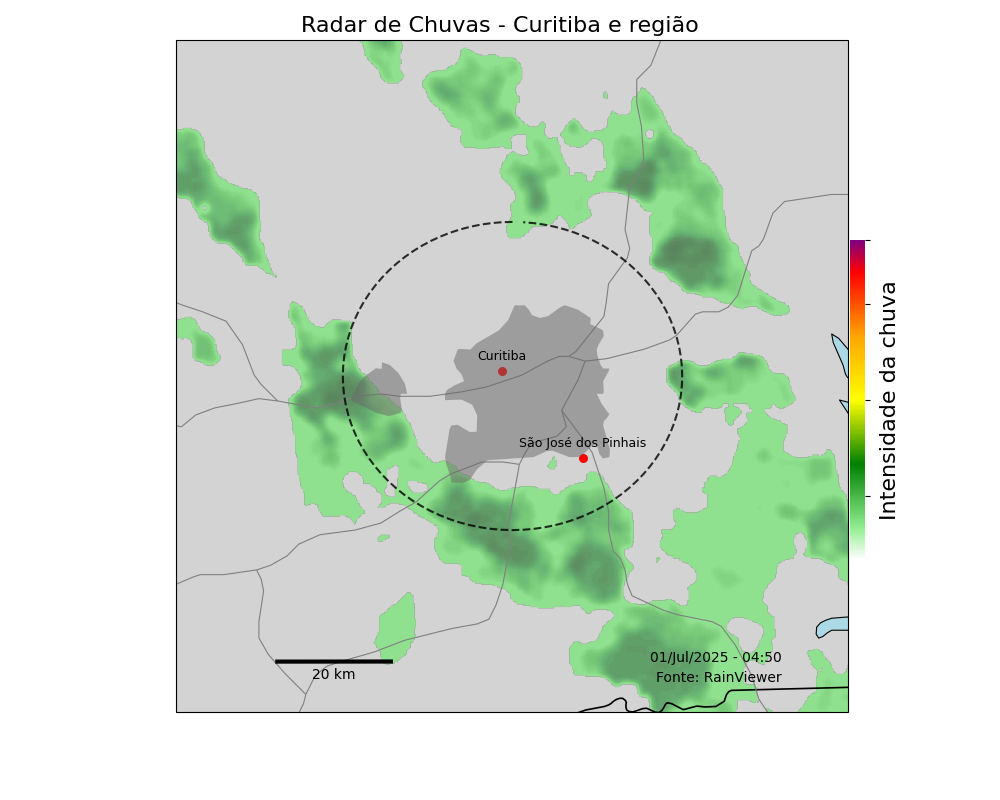 Radar de Chuvas - Curitiba e região
Curitiba
São José dos Pinhais
Intensidade da chuva
01/Jul/2025 - 04:50
Fonte: RainViewer
20 km